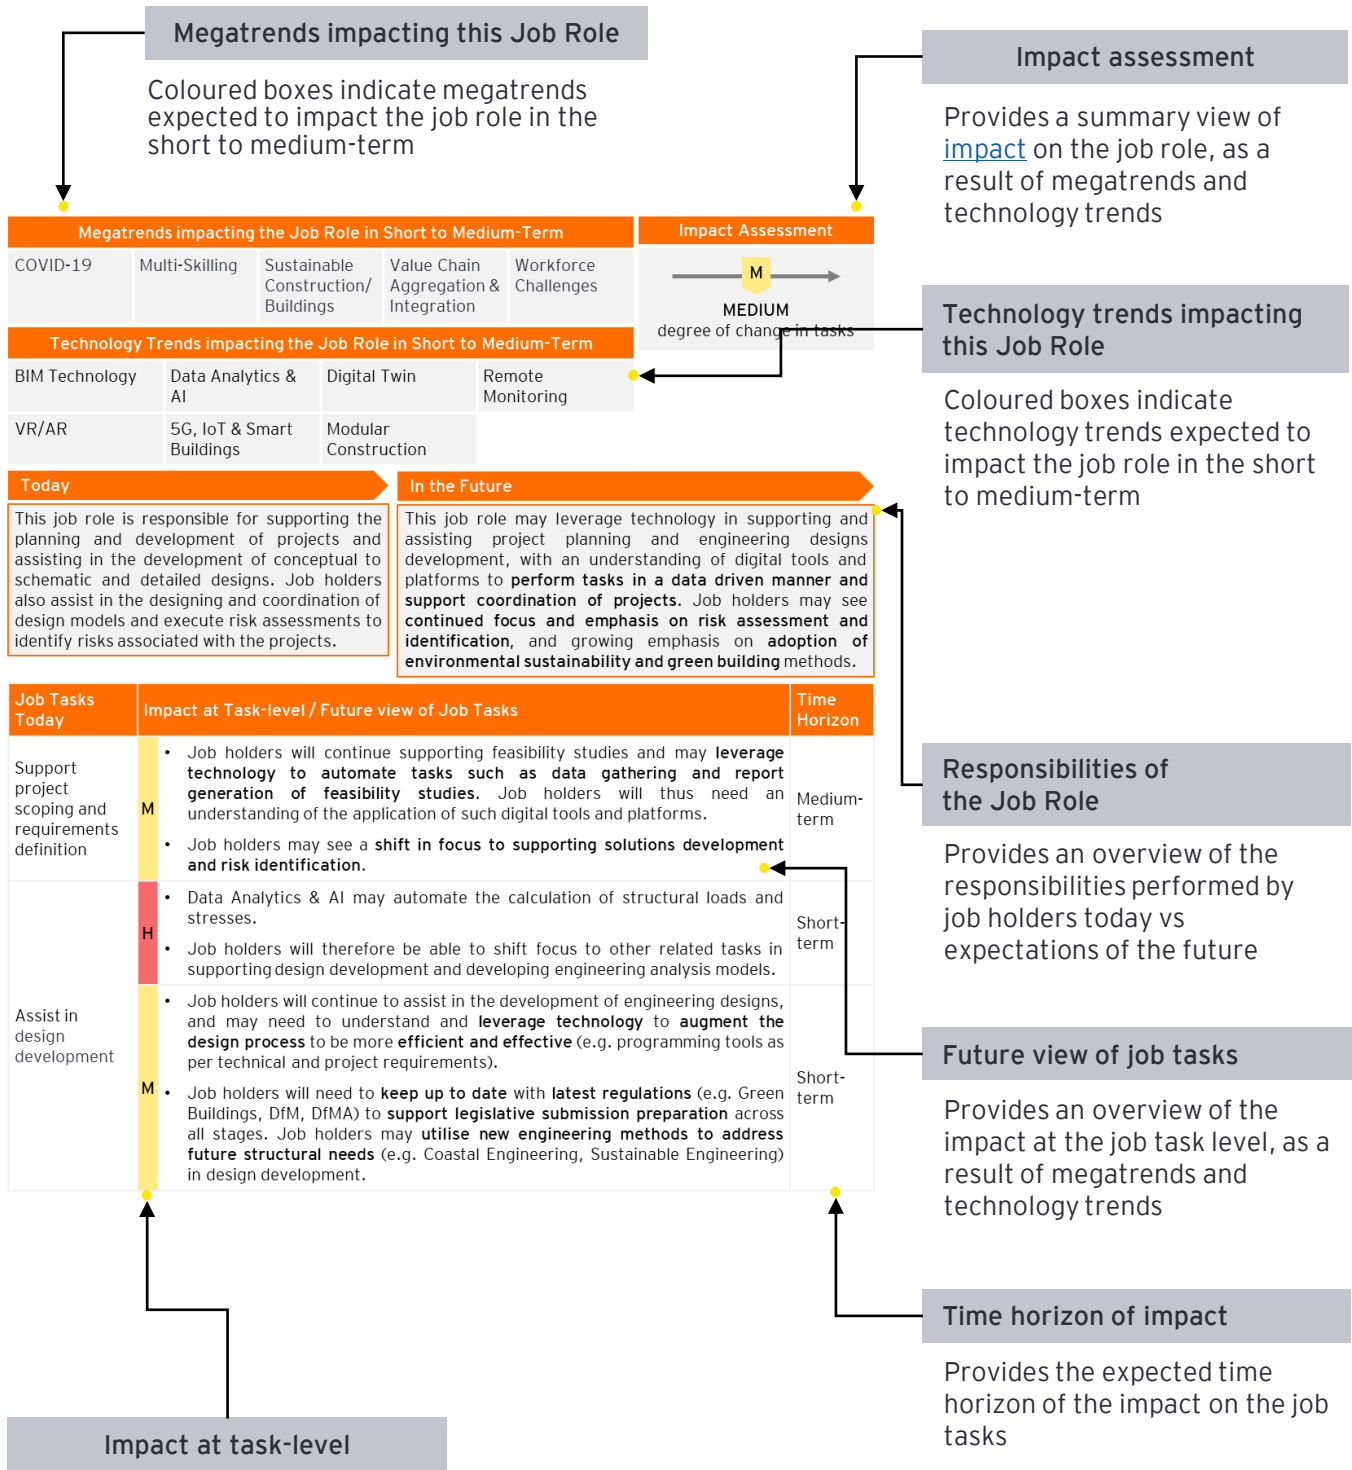 Megatrends impacting this Job Role
Coloured boxes indicate megatrends
expected to impact the job role in the
short to medium-term
Impact assessment
Provides a summary view of
impact on the job role, as a
result of megatrends and
technology trends
Megatrends impacting the Job Role in Short to Medium-Term
COVID-19
Multi-Skilling
Sustainable
Construction/
Buildings
Value Chain
Aggregation &
Integration
Workforce
Challenges
Impact Assessment
M
MEDIUM
degree of change in tasks
Technology Trends impacting the Job Role in Short to Medium-Term
BIM Technology
Data Analytics &
AI
Digital Twin
Remote
Monitoring
VR/AR
5G, IoT & Smart
Buildings
Modular
Construction
Technology trends impacting
this Job Role
Coloured boxes indicate
technology trends expected to
impact the job role in the short
to medium-term
Today
This job role is responsible for supporting the
planning and development of projects and
assisting in the development of conceptual to
schematic and detailed designs. Job holders
also assist in the designing and coordination of
design models and execute risk assessments to
identify risks associated with the projects.
In the Future
This job role may leverage technology in supporting and
assisting project planning and engineering designs
development, with an understanding of digital tools and
platforms to perform tasks in a data driven manner and
support coordination of projects. Job holders may see
continued focus and emphasis on risk assessment and
identification, and growing emphasis on adoption of
environmental sustainability and green building methods.
Job Tasks
Today
Impact at Task-level / Future view of Job Tasks
Time
Horizon
Support
project
scoping and
requirements
definition
M
• Job holders will continue supporting feasibility studies and may leverage
technology to automate tasks such as data gathering and report
generation of feasibility studies. Job holders will thus need an
understanding of the application of such digital tools and platforms.
• Job holders may see a shift in focus to supporting solutions development
and risk identification.
Medium-
term
Assist in
design
development
H
• Data Analytics & AI may automate the calculation of structural loads and
stresses.
• Job holders will therefore be able to shift focus to other related tasks in
supporting design development and developing engineering analysis models.
Short-
term
M
• Job holders will continue to assist in the development of engineering designs,
and may need to understand and leverage technology to augment the
design process to be more efficient and effective (e.g. programming tools as
per technical and project requirements).
• Job holders will need to keep up to date with latest regulations (e.g. Green
Buildings, DfM, DfMA) to support legislative submission preparation across
all stages. Job holders may utilise new engineering methods to address
future structural needs (e.g. Coastal Engineering, Sustainable Engineering)
in design development.
Short-
term
Responsibilities of
the Job Role
Provides an overview of the
responsibilities performed by
job holders today vs
expectations of the future
Future view of job tasks
Provides an overview of the
impact at the job task level, as a
result of megatrends and
technology trends
Time horizon of impact
Provides the expected time
horizon of the impact on the job
tasks
Impact at task-level